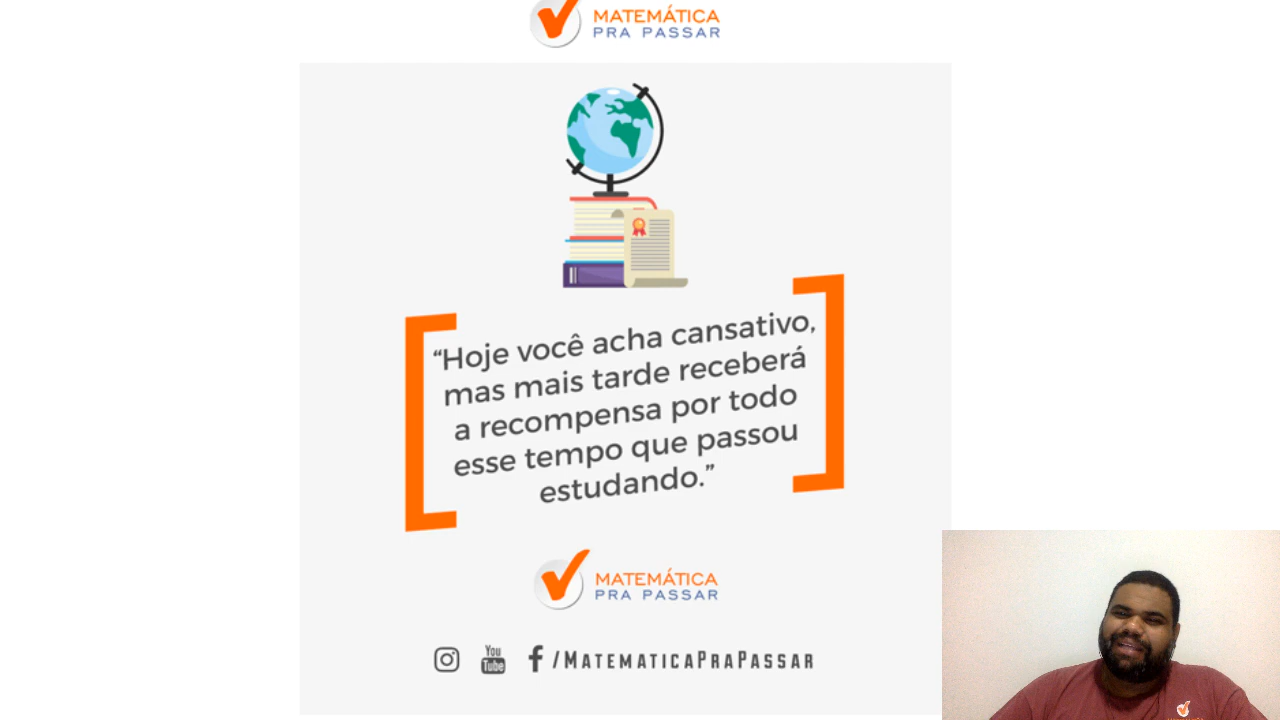 MATEMÁTICA
PRA PASSAR
“Hoje você acha cansativo,
mas mais tarde receberá
a recompensa por todo
esse tempo que passou
estudando.”
MATEMÁTICA
PRA PASSAR
You
Tube
/MATEMATICAPRAPASSAR